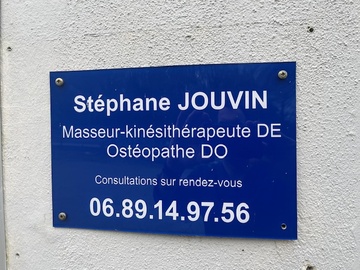 Stéphane JOUVIN
Masseur-kinésithérapeute DE
Ostéopathe DO
Consultations sur rendez-vous
06.89.14.97.56